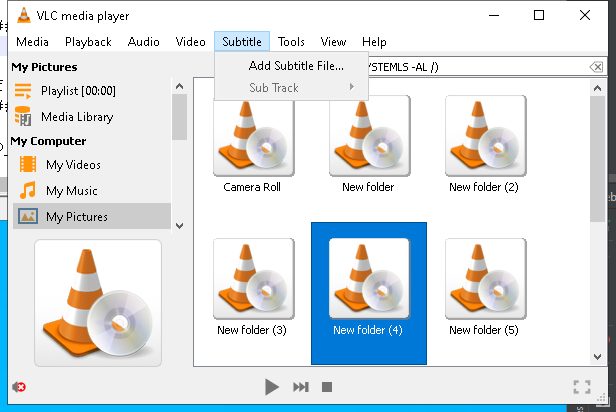 VLC media player
Media Playback Audio Video Subtitle Tools View Help
My Pictures
Playlist [00:00]
Media Library
My Computer
My Videos
My Music
My Pictures
Add Subtitle File...
Sub Track
STEMLS -AL /)
Camera Roll
New folder
New folder (2)
New folder (3)
New folder (4)
New folder (5)